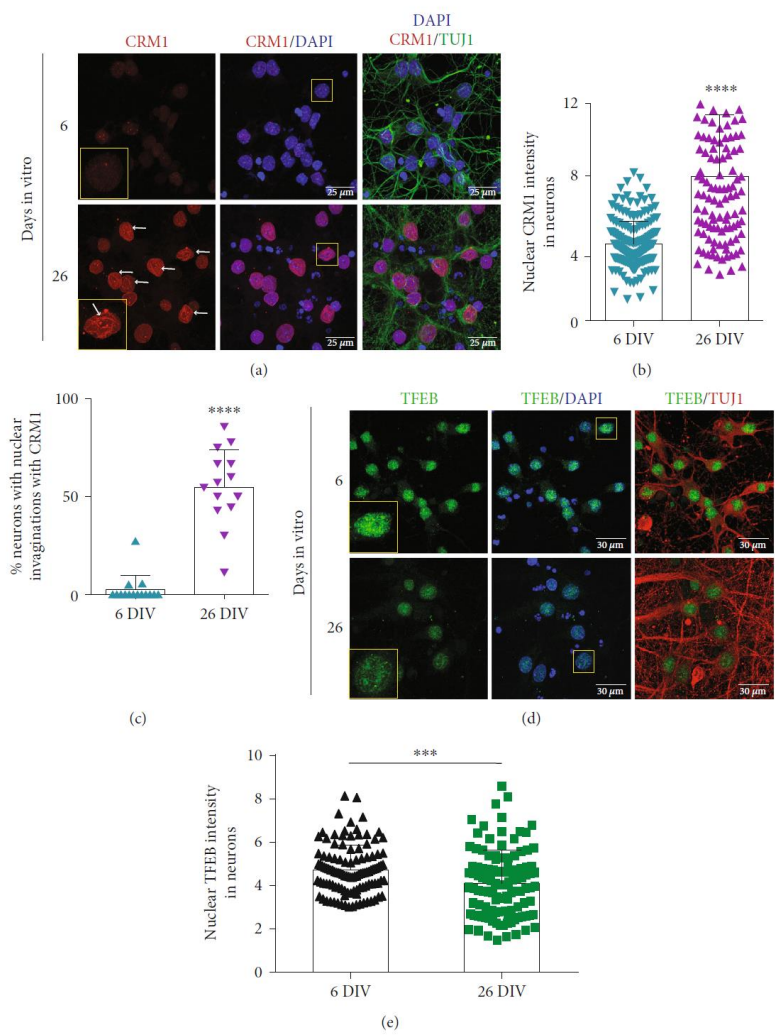 DAPI
CRM1 CRM1/DAPI CRM1/TUJ1
Days in vitro
6
25 µm 25 µm
26
25 µm 25 µm
(a)
Nuclear CRM1 intensity
in neurons
12
8
4
0
****
6 DIV 26 DIV
(b)
% neurons with nuclear
invaginations with CRM1
100
50
0
****
6 DIV 26 DIV
(c)
TFEB TFEB/DAPI TFEB/TUJ1
Days in vitro
6
30 µm 30 µm
26
30 µm 30 µm
(d)
Nuclear TFEB intensity
in neurons
10
8
6
4
2
0
***
6 DIV 26 DIV
(e)